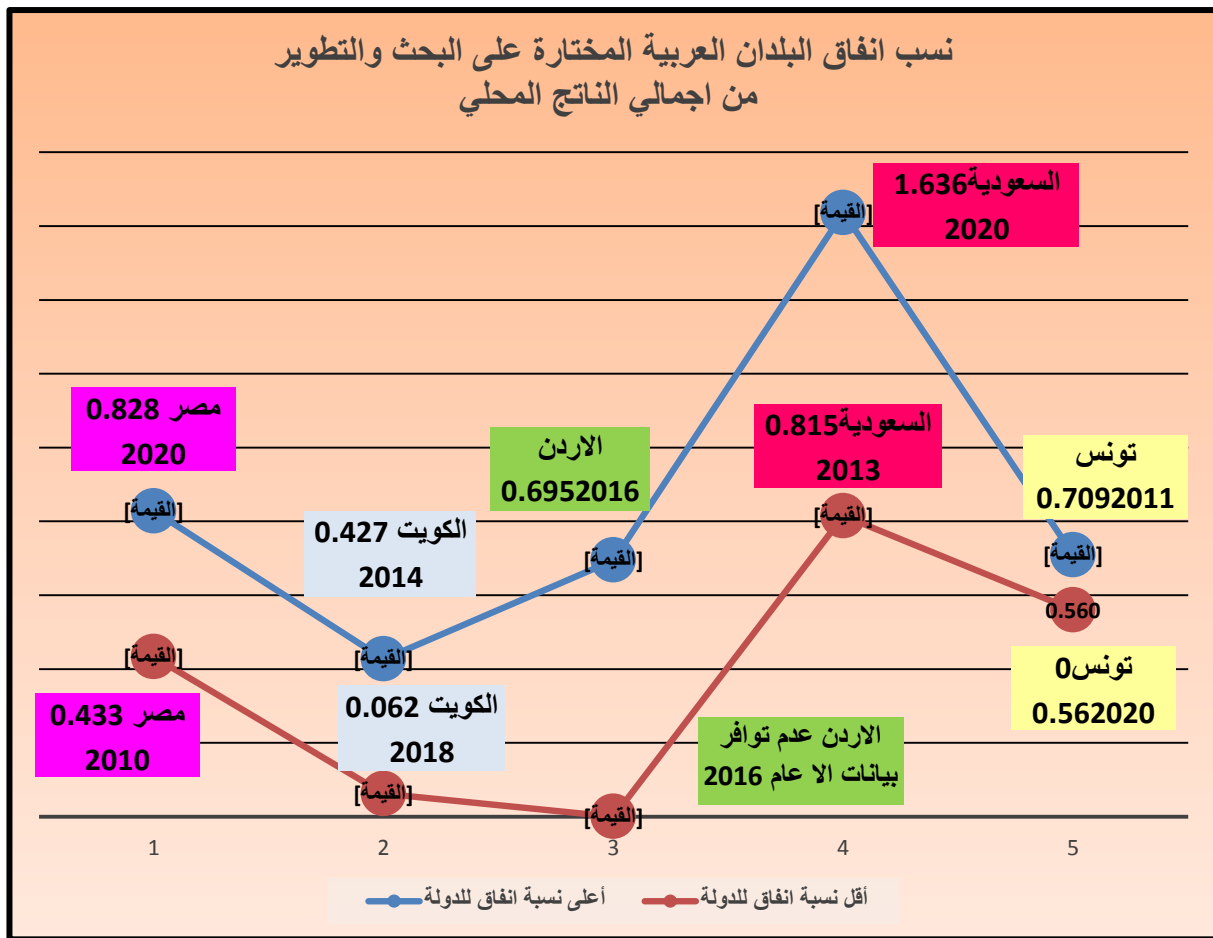 نسب انفاق البلدان العربية المختارة على البحث والتطوير
من اجمالي الناتج المحلي
السعودية1.636
2020
[القيمة]
مصر 0.828
2020
[القيمة]
الاردن
0.6952016
[القيمة]
السعودية0.815
2013
[القيمة]
تونس
0.7092011
[القيمة]
الكويت 0.427
2014
[القيمة]
[القيمة]
مصر 0.433
2010
الكويت 0.062
2018
[القيمة]
[القيمة]
الاردن عدم توافر
بيانات الا عام 2016
0.560
تونس0
0.562020
1 2 3 4 5
أعلى نسبة انفاق للدولة
أقل نسبة انفاق للدولة